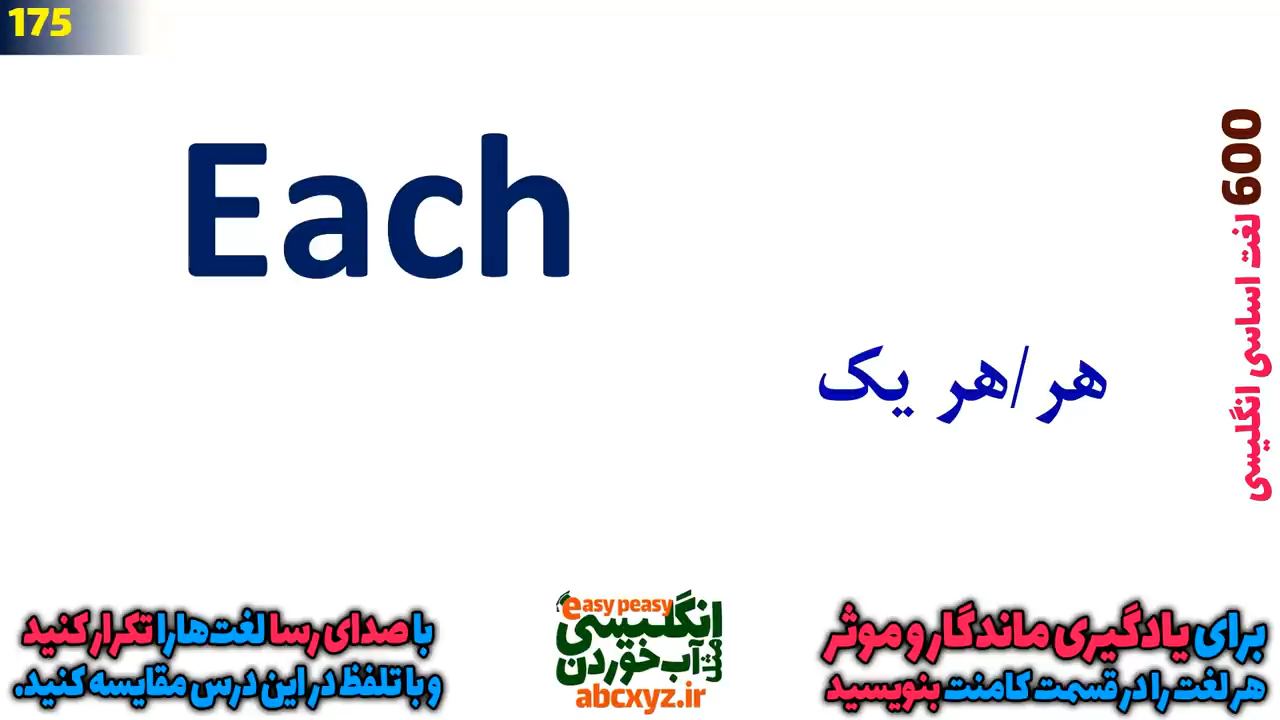 175
Each
هر/هر یک
600 لغت اساسی انگلیسی
برای یادگیری ماندگار و موثر
هر لغت را در قسمت کامنت بنویسید
easy peasy
انگلیسی
مثل آب خوردن
abcxyz.ir
با صدای رسا لغت‌ها را تکرار کنید
و با تلفظ در این درس مقایسه کنید.